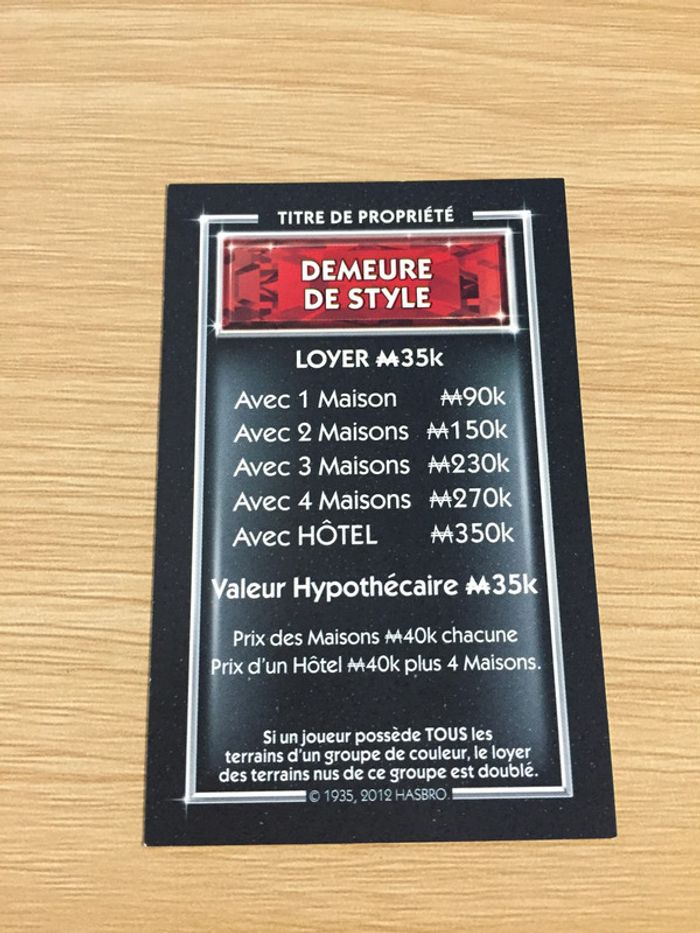 TITRE DE PROPRIÉTÉ
DEMEURE
DE STYLE
LOYER ₩35k
Avec 1 Maison ₩90k
Avec 2 Maisons ₩150k
Avec 3 Maisons ₩230k
Avec 4 Maisons ₩270k
Avec HÔTEL ₩350k
Valeur Hypothécaire ₩35k
Prix des Maisons ₩40k chacune
Prix d'un Hôtel ₩40k plus 4 Maisons.
Si un joueur possède TOUS les
terrains d'un groupe de couleur, le loyer
des terrains nus de ce groupe est doublé.
© 1935, 2012 HASBRO.